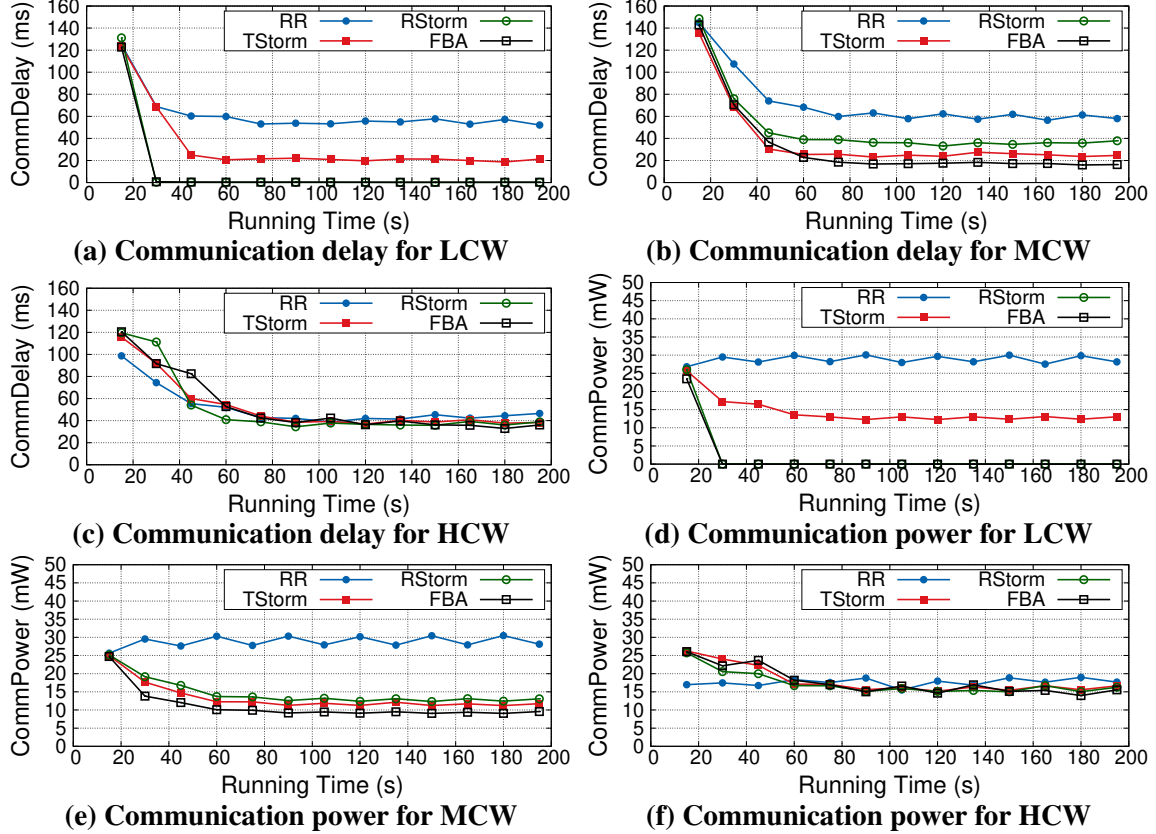 160
140
120
100
80
60
40
20
0
CommDelay (ms)
RR
TStorm
RStorm
FBA
0 20 40 60 80 100 120 140 160 180 200
Running Time (s)
(a) Communication delay for LCW
160
140
120
100
80
60
40
20
0
CommDelay (ms)
RR
TStorm
RStorm
FBA
0 20 40 60 80 100 120 140 160 180 200
Running Time (s)
(b) Communication delay for MCW
160
140
120
100
80
60
40
20
0
CommDelay (ms)
RR
TStorm
RStorm
FBA
0 20 40 60 80 100 120 140 160 180 200
Running Time (s)
(c) Communication delay for HCW
50
45
40
35
30
25
20
15
10
5
0
CommPower (mW)
RR
TStorm
RStorm
FBA
0 20 40 60 80 100 120 140 160 180 200
Running Time (s)
(d) Communication power for LCW
50
45
40
35
30
25
20
15
10
5
0
CommPower (mW)
RR
TStorm
RStorm
FBA
0 20 40 60 80 100 120 140 160 180 200
Running Time (s)
(e) Communication power for MCW
50
45
40
35
30
25
20
15
10
5
0
CommPower (mW)
RR
TStorm
RStorm
FBA
0 20 40 60 80 100 120 140 160 180 200
Running Time (s)
(f) Communication power for HCW